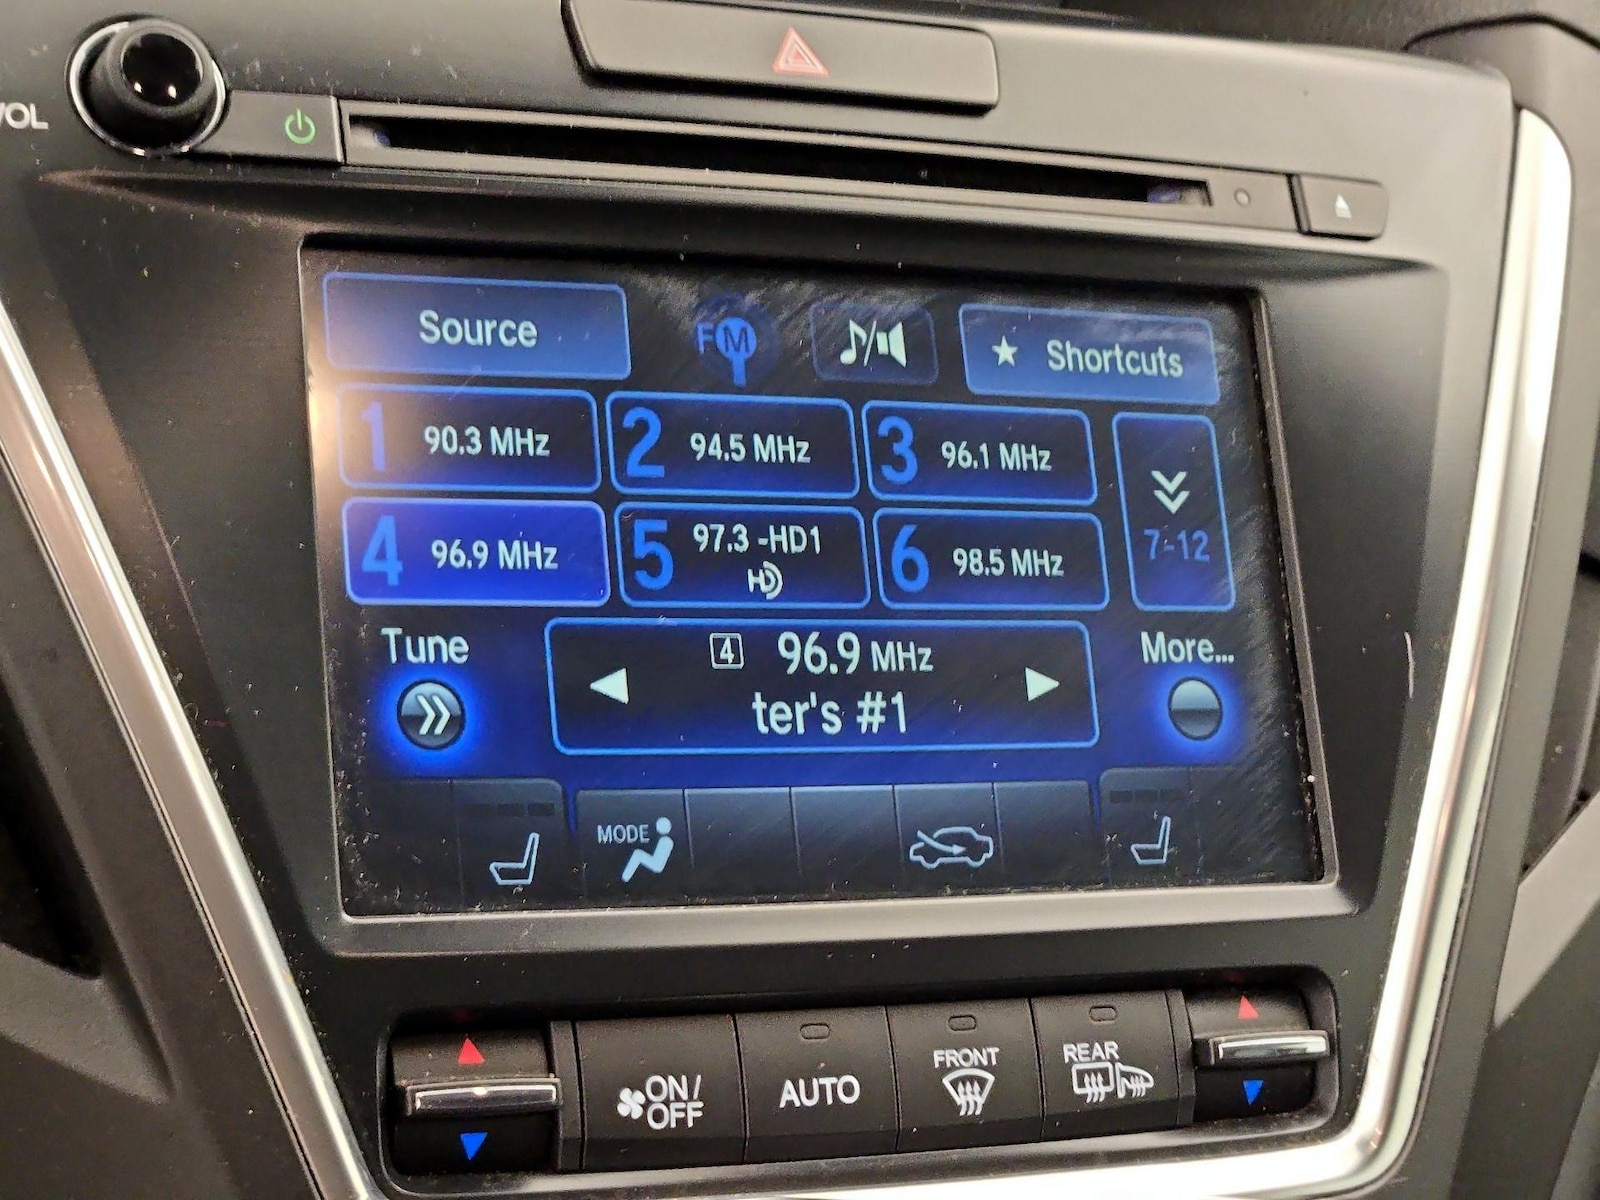 VOL
Source
FM
Shortcuts
1 90.3 MHz
2 94.5 MHz
3 96.1 MHz
4 96.9 MHz
5 97.3 -HD1
HD
6 98.5 MHz
7-12
Tune
4 96.9 MHz
ter's #1
More...
MODE
ON/
OFF
AUTO
FRONT
REAR